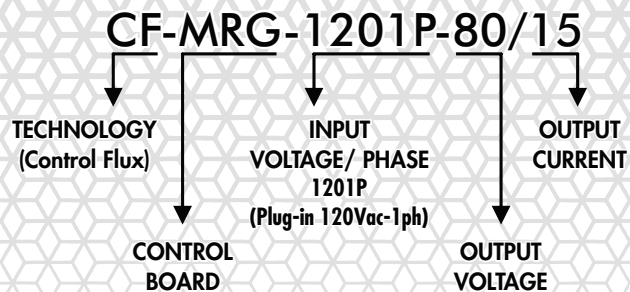 CF-MRG-1201P-80/15
TECHNOLOGY
(Control Flux)
INPUT
VOLTAGE/ PHASE
1201P
(Plug-in 120Vac-1ph)
OUTPUT
CURRENT
CONTROL
BOARD
OUTPUT
VOLTAGE